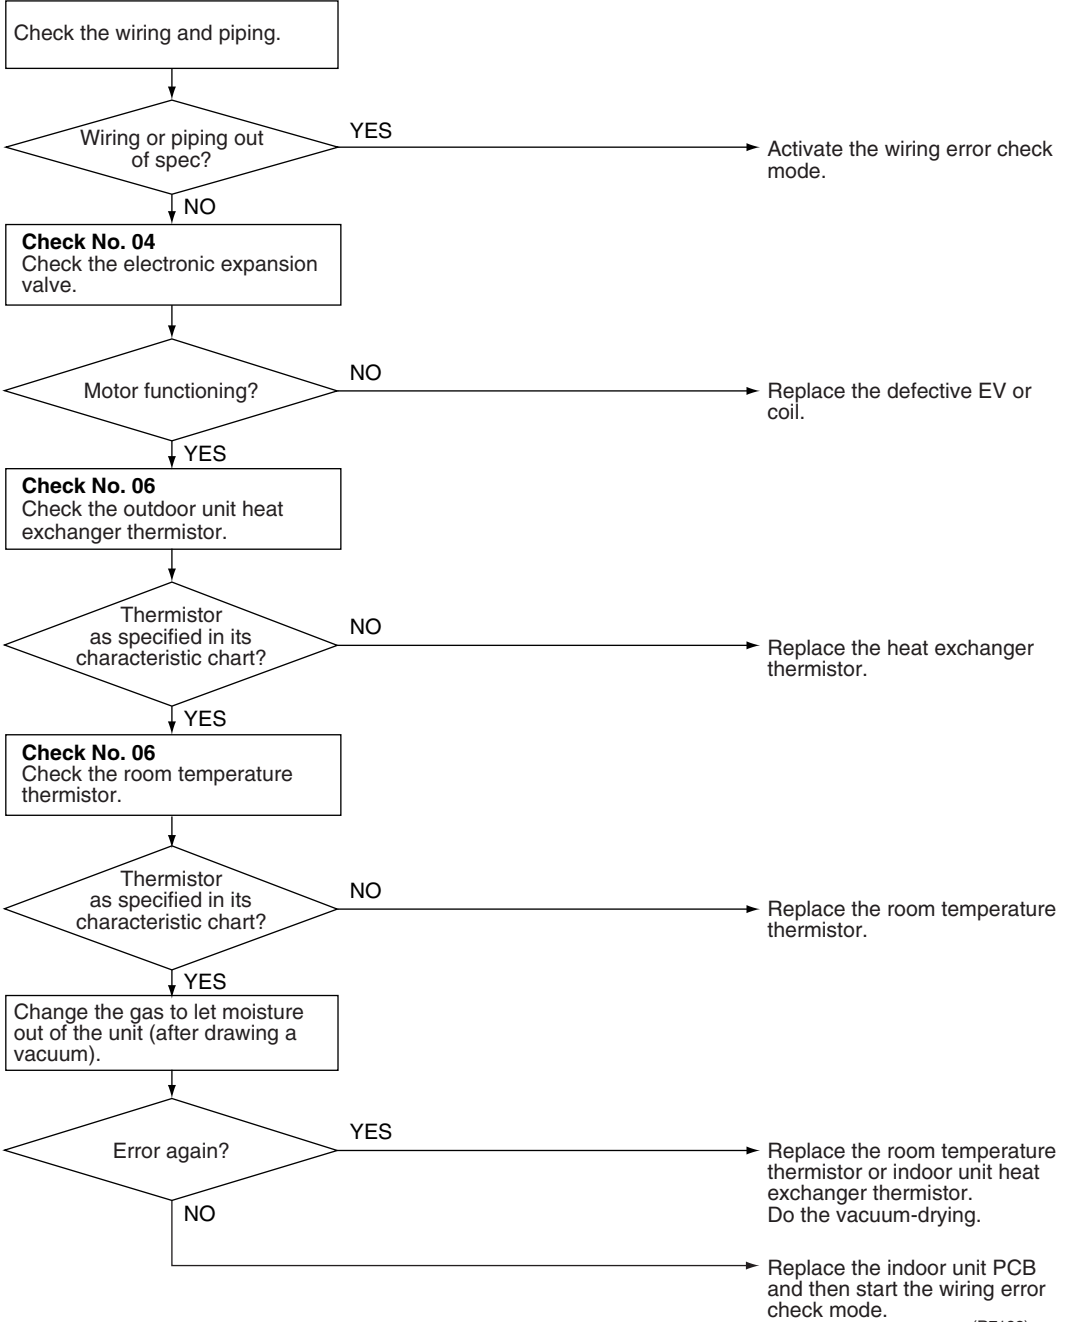 Check the wiring and piping.
Wiring or piping out
of spec?
YES
Activate the wiring error check
mode.
NO
Check No. 04
Check the electronic expansion
valve.
Motor functioning?
NO
Replace the defective EV or
coil.
YES
Check No. 06
Check the outdoor unit heat
exchanger thermistor.
Thermistor
as specified in its
characteristic chart?
NO
Replace the heat exchanger
thermistor.
YES
Check No. 06
Check the room temperature
thermistor.
Thermistor
as specified in its
characteristic chart?
NO
Replace the room temperature
thermistor.
YES
Change the gas to let moisture
out of the unit (after drawing a
vacuum).
Error again?
YES
Replace the room temperature
thermistor or indoor unit heat
exchanger thermistor.
Do the vacuum-drying.
NO
Replace the indoor unit PCB
and then start the wiring error
check mode.